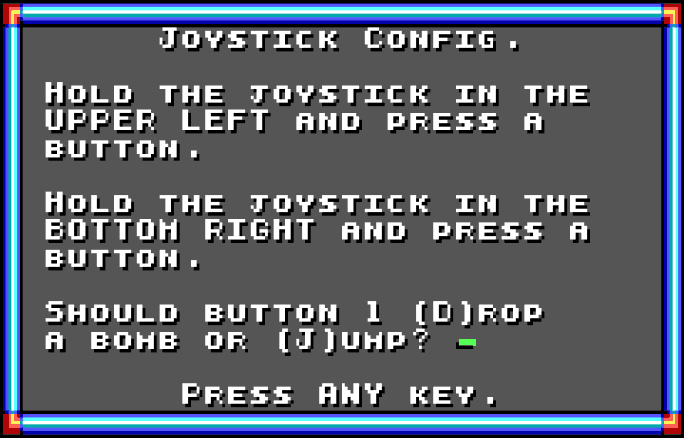 Joystick Config.
Hold the joystick in the
UPPER LEFT and press a
button.
Hold the joystick in the
BOTTOM RIGHT and press a
button.
Should button 1 (D)rop
a bomb or (J)ump?
Press ANY key.